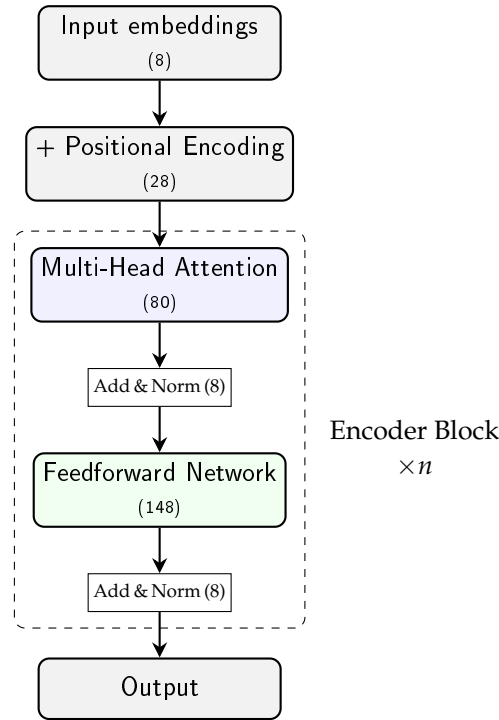 Input embeddings
(8)
+ Positional Encoding
(28)
Multi-Head Attention
(80)
Add & Norm (8)
Encoder Block
×n
Feedforward Network
(148)
Add & Norm (8)
Output